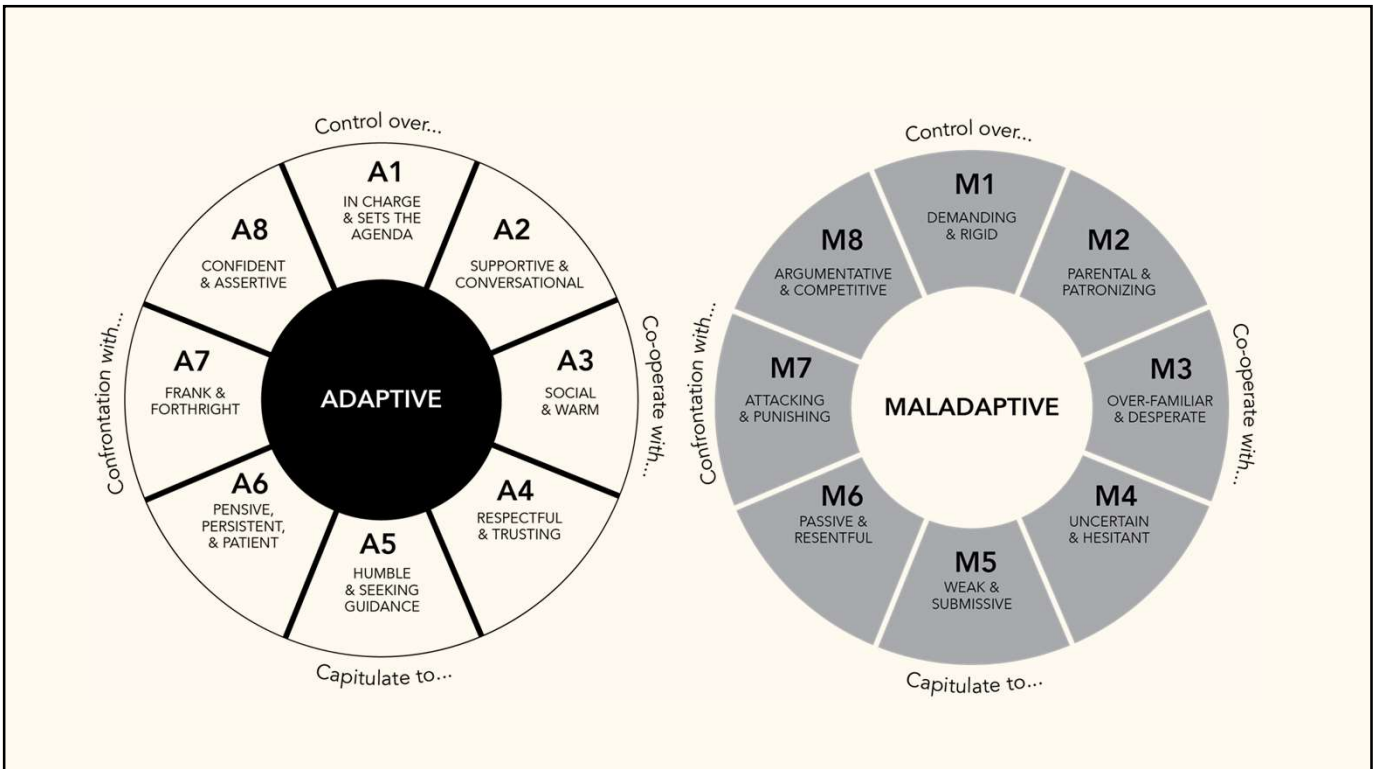 Control over...
A1
IN CHARGE
& SETS THE
AGENDA
A2
SUPPORTIVE &
CONVERSATIONAL
A3
SOCIAL
& WARM
A4
RESPECTFUL
& TRUSTING
A5
HUMBLE
& SEEKING
GUIDANCE
A6
PENSIVE,
PERSISTENT,
& PATIENT
A7
FRANK &
FORTHRIGHT
A8
CONFIDENT
& ASSERTIVE
ADAPTIVE
Co-operate with...
Capitulate to...
Confrontation with...
Control over...
M1
DEMANDING
& RIGID
M2
PARENTAL &
PATRONIZING
M3
OVER-FAMILIAR
& DESPERATE
M4
UNCERTAIN
& HESITANT
M5
WEAK &
SUBMISSIVE
M6
PASSIVE &
RESENTFUL
M7
ATTACKING
& PUNISHING
M8
ARGUMENTATIVE
& COMPETITIVE
MALADAPTIVE
Co-operate with...
Capitulate to...
Confrontation with...